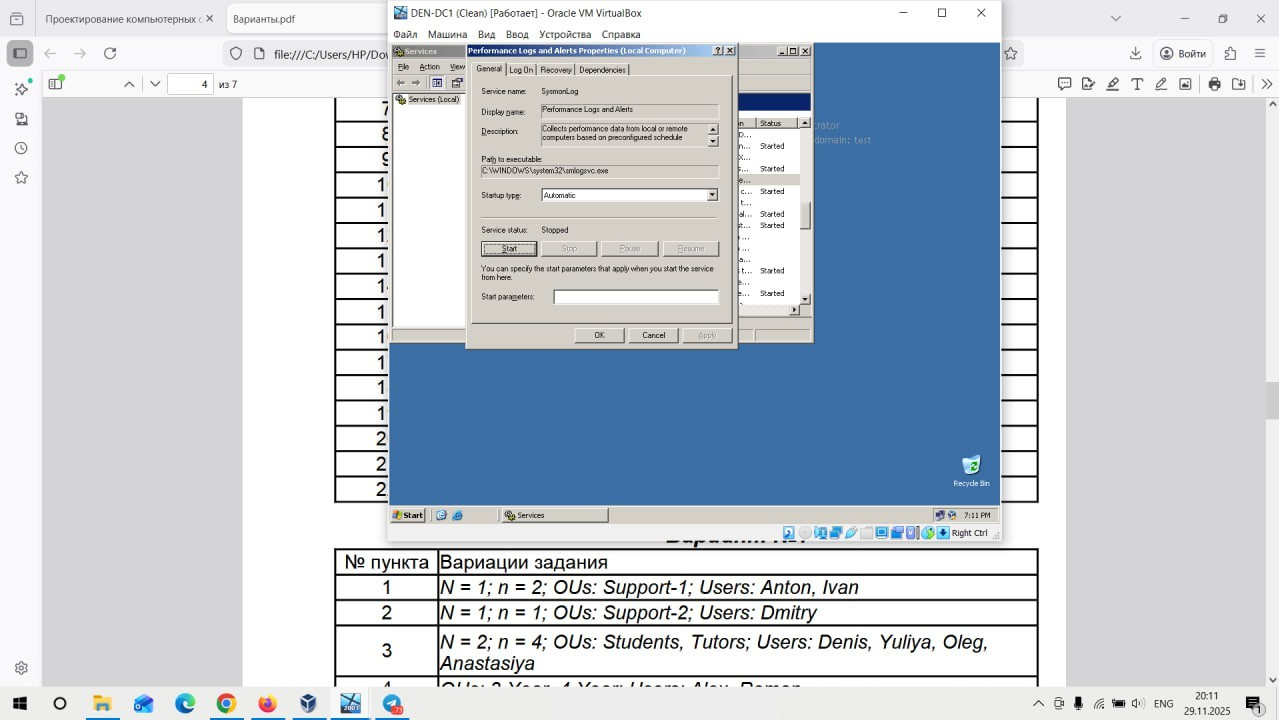 Проектирование компьютерных с
Варианты.pdf
DEN-DC1 (Clean) [Работает] - Oracle VM VirtualBox
Файл Машина Вид Ввод Устройства Справка
file:///C:/Users/HP/Dow
Войти
4 из 7
Services
File Action View
Services (Local)
Performance Logs and Alerts Properties (Local Computer)
General Log On Recovery Dependencies
Service name: SysmonLog
Display name: Performance Logs and Alerts
Description: Collects performance data from local or remote
computers based on preconfigured schedule
Path to executable:
C:\WINDOWS\system32\smlogsvc.exe
Startup type: Automatic
Service status: Stopped
Start Stop Pause Resume
You can specify the start parameters that apply when you start the service
from here.
Start parameters:
OK Cancel Apply
Status
Started
Started
Started
Started
Started
Started
Started
domain: test
Recycle Bin
Start Services 7:11 PM
Right Ctrl
№ пункта Вариации задания
1 N = 1; n = 2; OUs: Support-1; Users: Anton, Ivan
2 N = 1; n = 1; OUs: Support-2; Users: Dmitry
3 N = 2; n = 4; OUs: Students, Tutors; Users: Denis, Yuliya, Oleg,
Anastasiya
ENG
20:11
29.11.2025